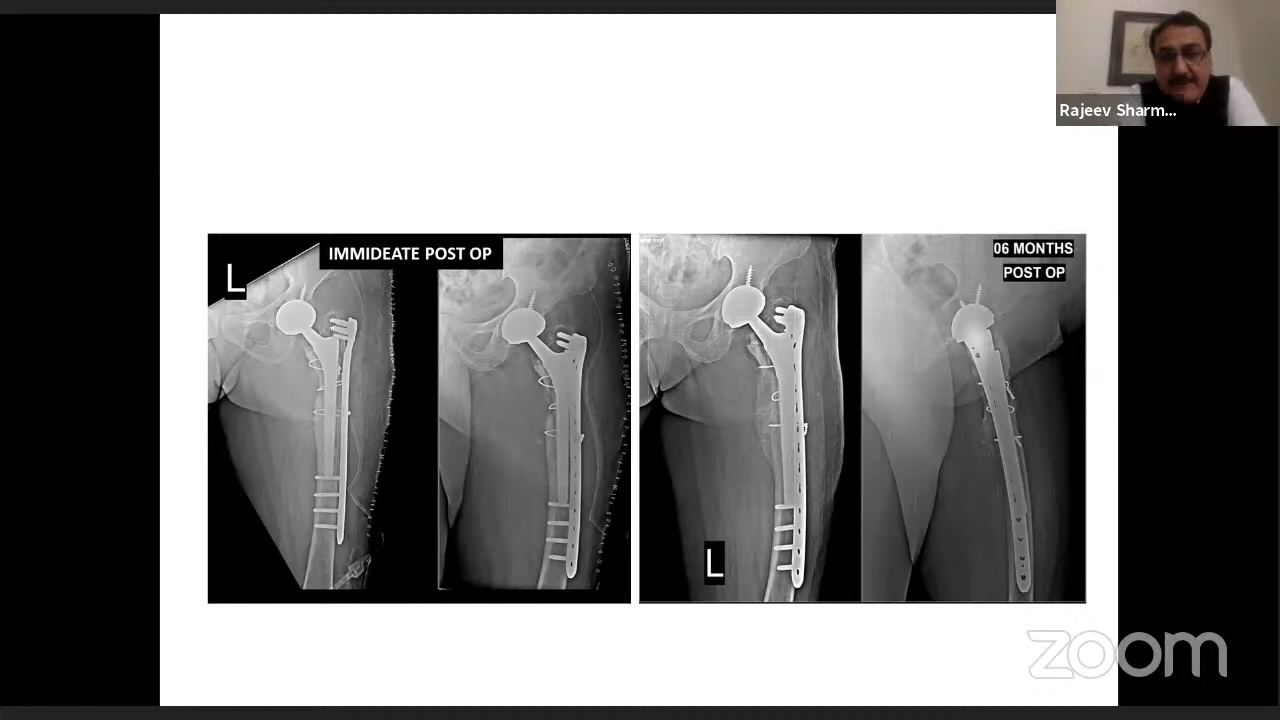 Rajeev Sharm...
IMMIDEATE POST OP
L
06 MONTHS
POST OP
L
zoom